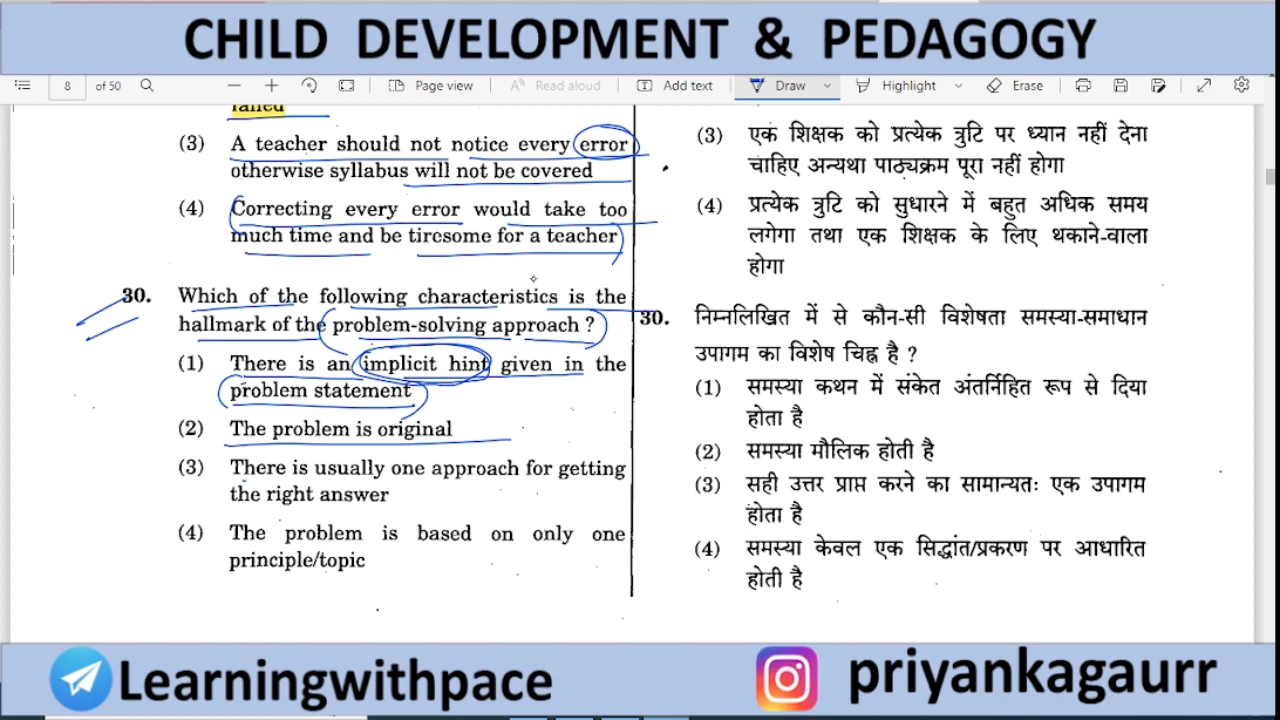 CHILD DEVELOPMENT & PEDAGOGY
8 of 50
Page view
Read aloud
Add text
Draw
Highlight
Erase
failed
(3) A teacher should not notice every error
otherwise syllabus will not be covered
(4) Correcting every error would take too
much time and be tiresome for a teacher
30. Which of the following characteristics is the
hallmark of the problem-solving approach ?
(1) There is an implicit hint given in the
problem statement
(2) The problem is original
(3) There is usually one approach for getting
the right answer
(4) The problem is based on only one
principle/topic
(3) एक शिक्षक को प्रत्येक त्रुटि पर ध्यान नहीं देना
चाहिए अन्यथा पाठ्यक्रम पूरा नहीं होगा
(4) प्रत्येक त्रुटि को सुधारने में बहुत अधिक समय
लगेगा तथा एक शिक्षक के लिए थकाने-वाला
होगा
30. निम्नलिखित में से कौन-सी विशेषता समस्या-समाधान
उपागम का विशेष चिह्न है ?
(1) समस्या कथन में संकेत अंतर्निहित रूप से दिया
होता है
(2) समस्या मौलिक होती है
(3) सही उत्तर प्राप्त करने का सामान्यतः एक उपागम
होता है
(4) समस्या केवल एक सिद्धांत/प्रकरण पर आधारित
होती है
Learningwithpace
priyankagaurr